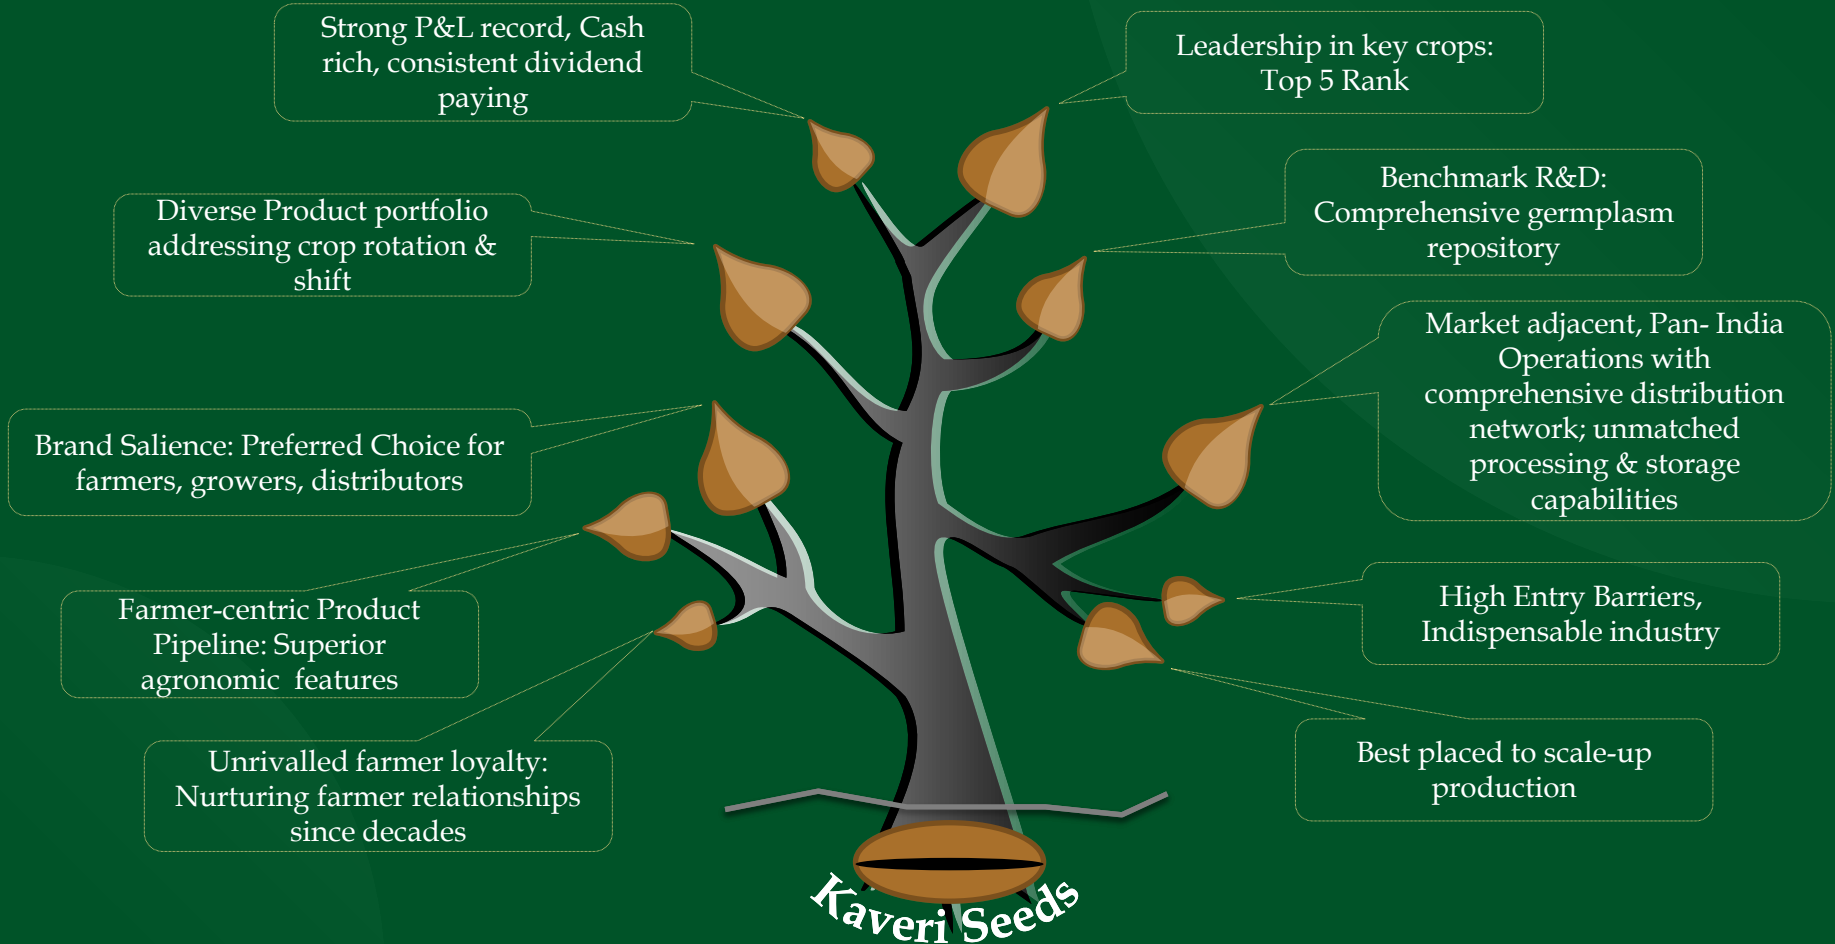 Strong P&L record, Cash
rich, consistent dividend
paying
Leadership in key crops:
Top 5 Rank
Diverse Product portfolio
addressing crop rotation &
shift
Benchmark R&D:
Comprehensive germplasm
repository
Market adjacent, Pan- India
Operations with
comprehensive distribution
network; unmatched
processing & storage
capabilities
Brand Salience: Preferred Choice for
farmers, growers, distributors
Farmer-centric Product
Pipeline: Superior
agronomic  features
High Entry Barriers,
Indispensable industry
Unrivalled farmer loyalty:
Nurturing farmer relationships
since decades
Best placed to scale-up
production
Kaveri Seeds